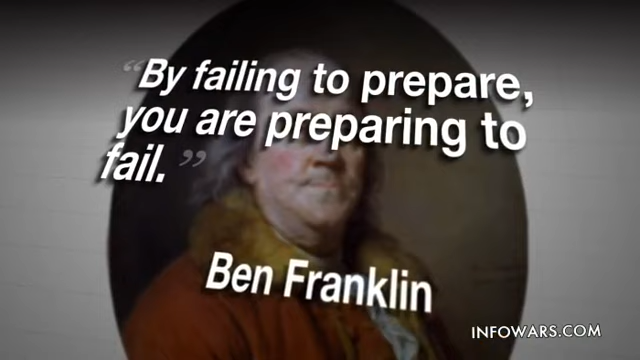 “By failing to prepare,
you are preparing to
fail.”
Ben Franklin
INFOWARS.COM